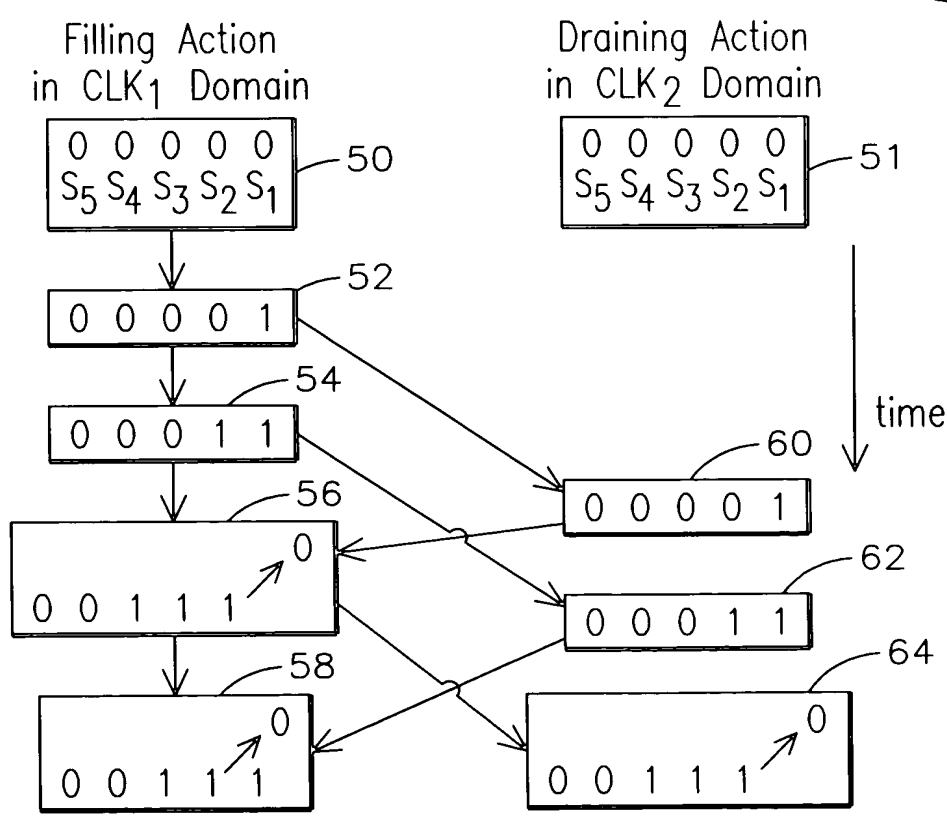 Filling Action
in CLK1 Domain
Draining Action
in CLK2 Domain
0 0 0 0 0
S5 S4 S3 S2 S1
50
0 0 0 0 0
S5 S4 S3 S2 S1
51
52
0 0 0 0 1
54
0 0 0 1 1
time
60
0 0 0 0 1
56
0
0 0 1 1 1
62
0 0 0 1 1
58
0
0 0 1 1 1
64
0
0 0 1 1 1